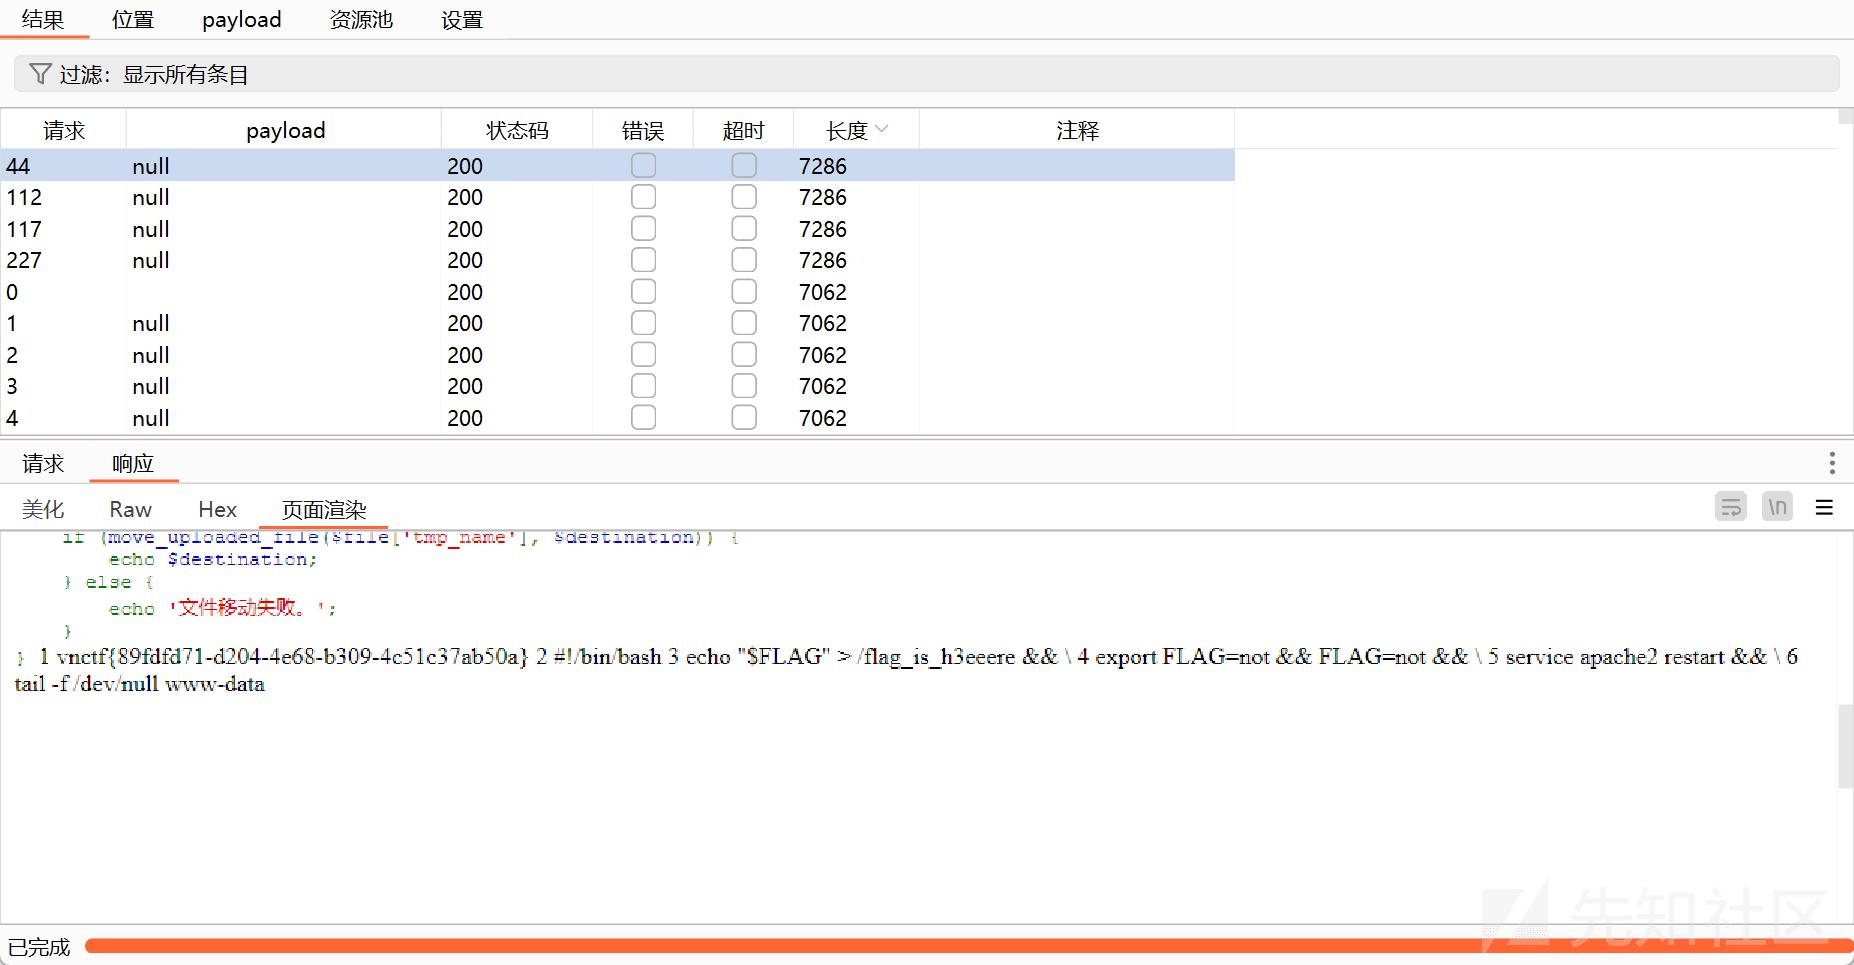 结果 位置 payload 资源池 设置
过滤：显示所有条目
请求 payload 状态码 错误 超时 长度 注释
44 null 200 7286
112 null 200 7286
117 null 200 7286
227 null 200 7286
0 200 7062
1 null 200 7062
2 null 200 7062
3 null 200 7062
4 null 200 7062
请求 响应
美化 Raw Hex 页面渲染 \n
if (move_uploaded_file($file['tmp_name'], $destination)) {
echo $destination;
} else {
echo '文件移动失败。';
}
} 1 vnctf{89fdfd71-d204-4e68-b309-4c51c37ab50a} 2 #!/bin/bash 3 echo "$FLAG" > /flag_is_h3eeere && \ 4 export FLAG=not && FLAG=not && \ 5 service apache2 restart && \ 6
tail -f /dev/null www-data
先知社区
已完成